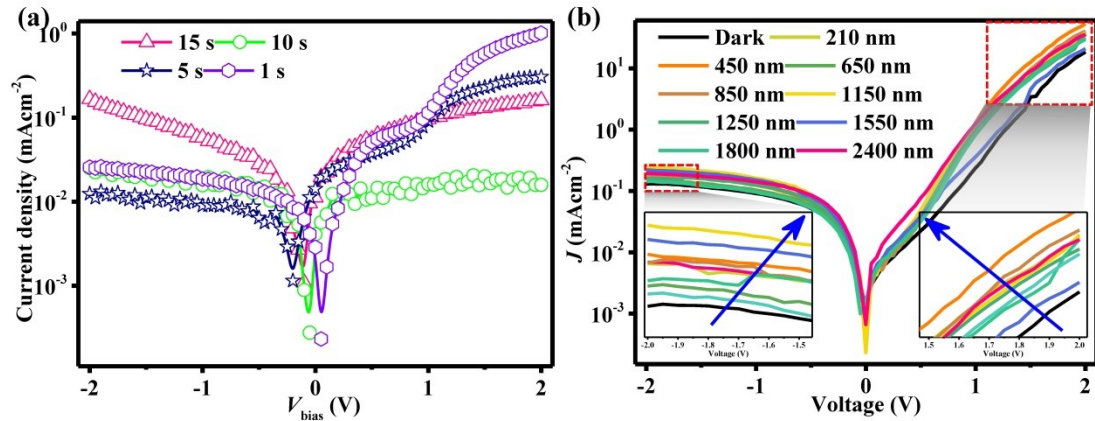 (a)
15 s 10 s
5 s 1 s
Current density (mAcm⁻²)
10⁰
10⁻¹
10⁻²
10⁻³
-2 -1 0 1 2
V_bias (V)
(b)
Dark 210 nm
450 nm 650 nm
850 nm 1150 nm
1250 nm 1550 nm
1800 nm 2400 nm
J (mAcm⁻²)
10¹
10⁰
10⁻¹
10⁻²
10⁻³
-2.0 -1.9 -1.8 -1.7 -1.6 -1.5
Voltage (V)
1.5 1.6 1.7 1.8 1.9 2.0
Voltage (V)
-2 -1 0 1 2
Voltage (V)